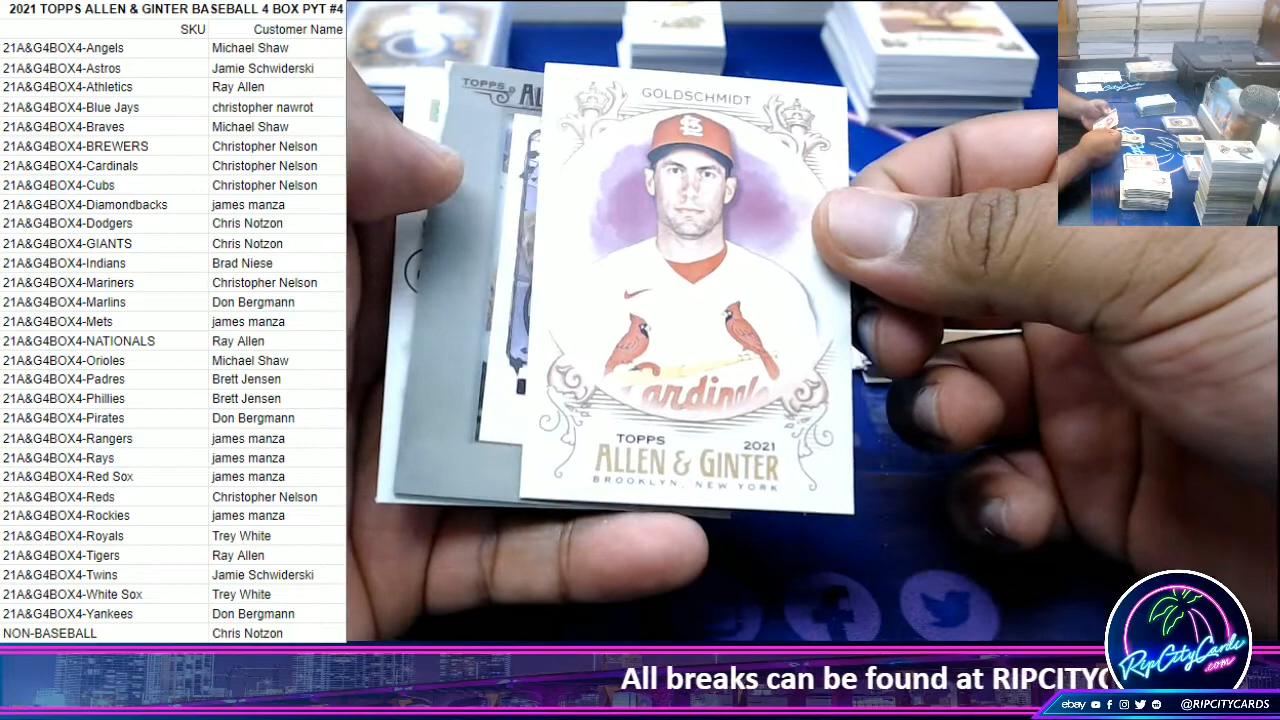 2021 TOPPS ALLEN & GINTER BASEBALL 4 BOX PYT #4
SKU Customer Name
21A&G4BOX4-Angels Michael Shaw
21A&G4BOX4-Astros Jamie Schwiderski
21A&G4BOX4-Athletics Ray Allen
21A&G4BOX4-Blue Jays christopher nawrot
21A&G4BOX4-Braves Michael Shaw
21A&G4BOX4-BREWERS Christopher Nelson
21A&G4BOX4-Cardinals Christopher Nelson
21A&G4BOX4-Cubs Christopher Nelson
21A&G4BOX4-Diamondbacks james manza
21A&G4BOX4-Dodgers Chris Notzon
21A&G4BOX4-GIANTS Chris Notzon
21A&G4BOX4-Indians Brad Niese
21A&G4BOX4-Mariners Christopher Nelson
21A&G4BOX4-Marlins Don Bergmann
21A&G4BOX4-Mets james manza
21A&G4BOX4-NATIONALS Ray Allen
21A&G4BOX4-Orioles Michael Shaw
21A&G4BOX4-Padres Brett Jensen
21A&G4BOX4-Phillies Brett Jensen
21A&G4BOX4-Pirates Don Bergmann
21A&G4BOX4-Rangers james manza
21A&G4BOX4-Rays james manza
21A&G4BOX4-Red Sox james manza
21A&G4BOX4-Reds Christopher Nelson
21A&G4BOX4-Rockies james manza
21A&G4BOX4-Royals Trey White
21A&G4BOX4-Tigers Ray Allen
21A&G4BOX4-Twins Jamie Schwiderski
21A&G4BOX4-White Sox Trey White
21A&G4BOX4-Yankees Don Bergmann
NON-BASEBALL Chris Notzon
TOPPS
GOLDSCHMIDT
Cardinals
TOPPS 2021
ALLEN & GINTER
BROOKLYN, NEW YORK
All breaks can be found at RIPCITYC
RipCityCards
.com
ebay @RIPCITYCARDS